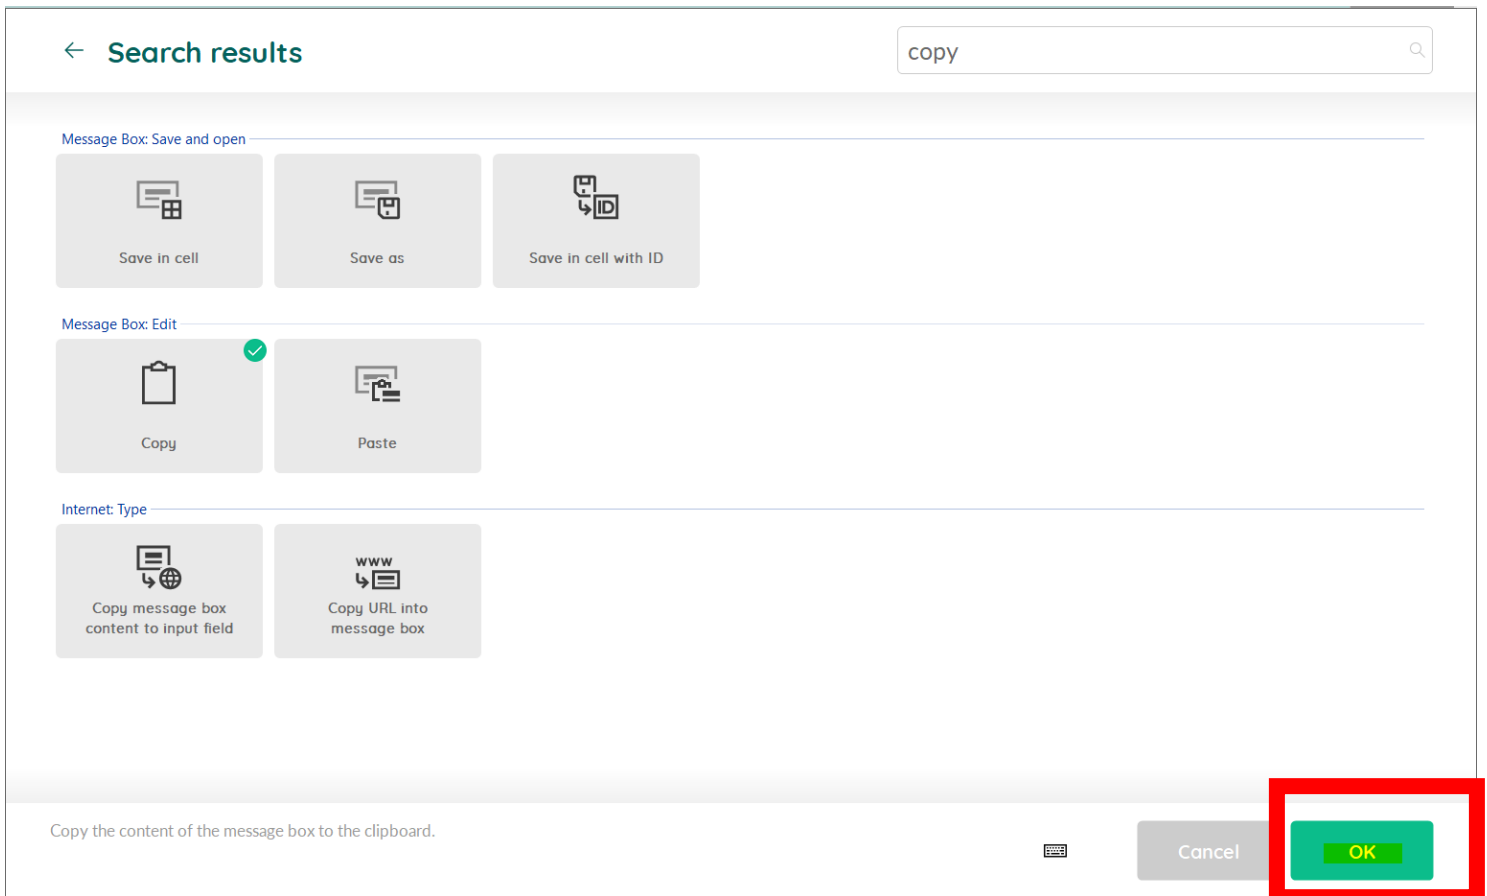 Search results
copy
Message Box: Save and open
Save in cell
Save as
ID
Save in cell with ID
Message Box: Edit
Copy
Paste
Internet: Type
Copy message box
content to input field
www
Copy URL into
message box
Copy the content of the message box to the clipboard.
Cancel
OK